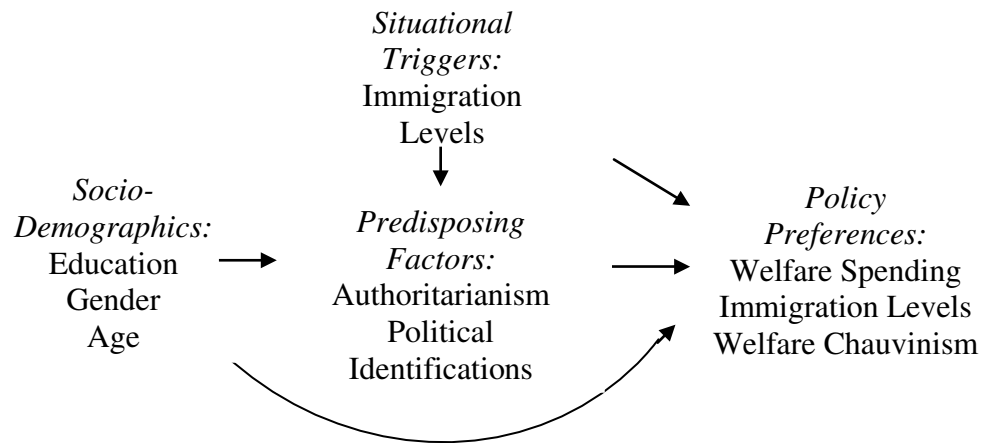 Situational
Triggers:
Immigration
Levels
Socio-
Demographics:
Education
Gender
Age
Predisposing
Factors:
Authoritarianism
Political
Identifications
Policy
Preferences:
Welfare Spending
Immigration Levels
Welfare Chauvinism